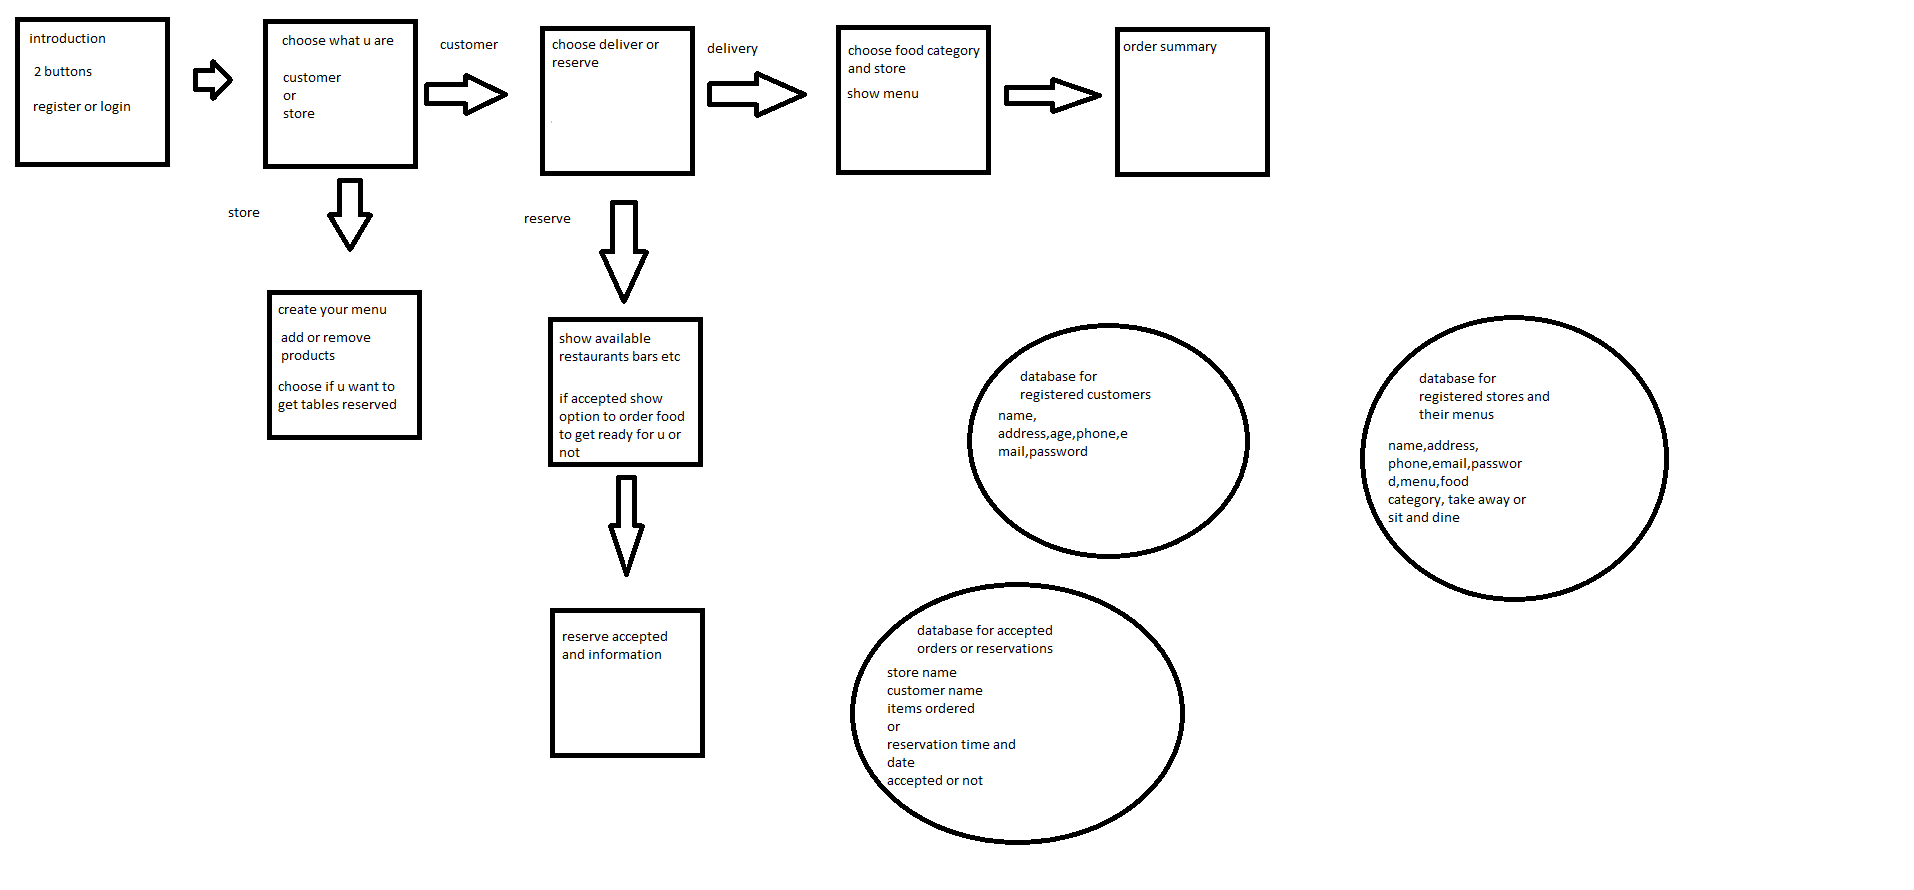 introduction
2 buttons
register or login
choose what u are
customer
or
store
customer
choose deliver or
reserve
delivery
choose food category
and store
show menu
order summary
store
reserve
create your menu
add or remove
products
choose if u want to
get tables reserved
show available
restaurants bars etc
if accepted show
option to order food
to get ready for u or
not
reserve accepted
and information
database for
registered customers
name,
address,age,phone,e
mail,password
database for
registered stores and
their menus
name,address,
phone,email,passwor
d,menu,food
category, take away or
sit and dine
database for accepted
orders or reservations
store name
customer name
items ordered
or
reservation time and
date
accepted or not